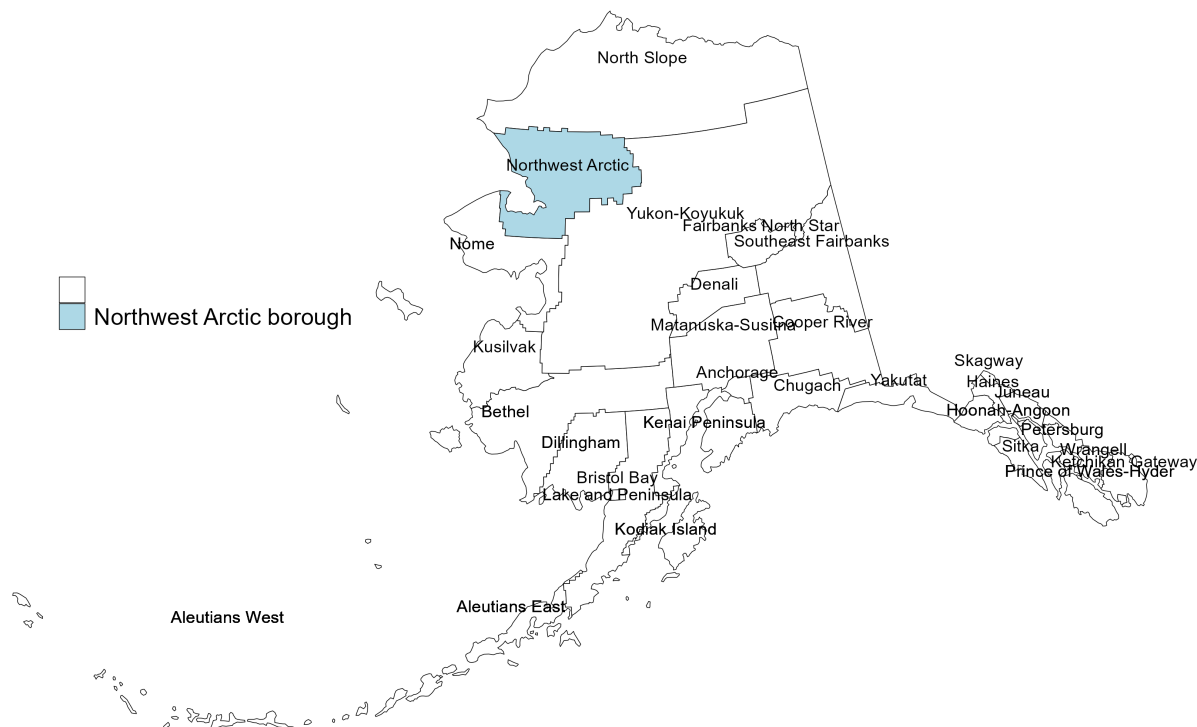 North Slope
Northwest Arctic
Yukon-Koyukuk
Fairbanks North Star
Southeast Fairbanks
Nome
Denali
Northwest Arctic borough
Matanuska-Susitna
Cooper River
Kusilvak
Skagway
Anchorage
Yakutat
Haines
Chugach
Juneau
Bethel
Hoonah-Angoon
Kenai Peninsula
Petersburg
Dillingham
Sitka
Wrangell
Ketchikan Gateway
Prince of Wales-Hyder
Bristol Bay
Lake and Peninsula
Kodiak Island
Aleutians East
Aleutians West